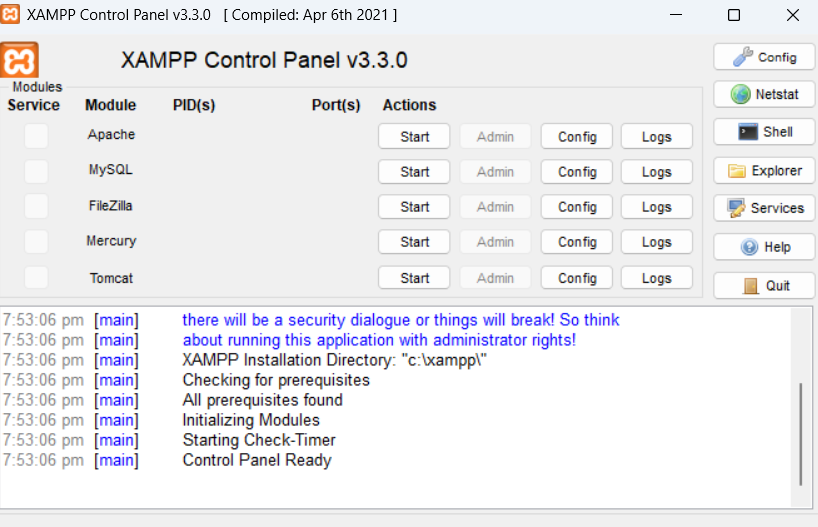 XAMPP Control Panel v3.3.0 [ Compiled: Apr 6th 2021 ]
XAMPP Control Panel v3.3.0
Config
Modules
Service Module PID(s) Port(s) Actions
Netstat
Apache Start Admin Config Logs
Shell
MySQL Start Admin Config Logs
Explorer
FileZilla Start Admin Config Logs
Services
Mercury Start Admin Config Logs
Help
Tomcat Start Admin Config Logs
Quit
7:53:06 pm [main] there will be a security dialogue or things will break! So think
7:53:06 pm [main] about running this application with administrator rights!
7:53:06 pm [main] XAMPP Installation Directory: "c:\xampp\"
7:53:06 pm [main] Checking for prerequisites
7:53:06 pm [main] All prerequisites found
7:53:06 pm [main] Initializing Modules
7:53:06 pm [main] Starting Check-Timer
7:53:06 pm [main] Control Panel Ready